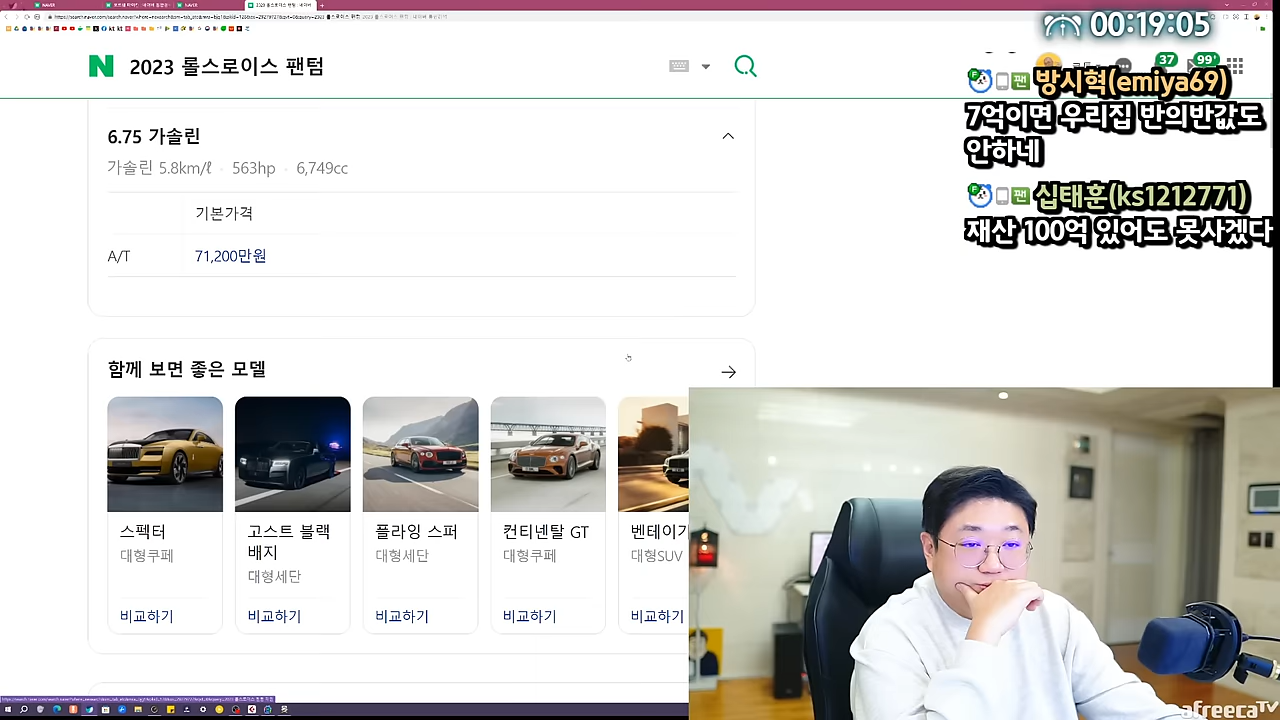 N 2023 롤스로이스 팬텀
00:19:05
37
99+
6.75 가솔린
가솔린 5.8km/ℓ · 563hp · 6,749cc
기본가격
A/T 71,200만원
방시혁(emiya69)
7억이면 우리집 반의반값도
안하네
십태훈(ks1212771)
재산 100억 있어도 못사겠다
함께 보면 좋은 모델
스펙터
대형쿠페
비교하기
고스트 블랙
배지
대형세단
비교하기
플라잉 스퍼
대형세단
비교하기
컨티넨탈 GT
대형쿠페
비교하기
벤테이가
대형SUV
비교하기
afreecaTV